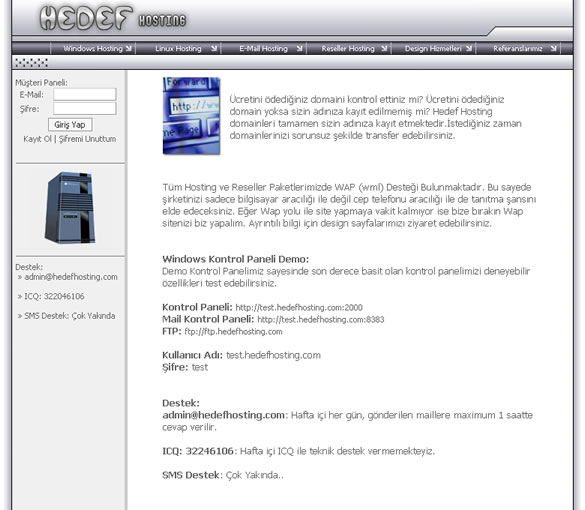 HEDEF HOSTING
Windows Hosting
Linux Hosting
E-Mail Hosting
Reseller Hosting
Design Hizmetleri
Referanslarımız
Müşteri Paneli:
E-Mail:
Şifre:
Giriş Yap
Kayıt Ol | Şifremi Unuttum
Destek:
» admin@hedefhosting.com
» ICQ: 322046106
» SMS Destek: Çok Yakında
Forward
http://ww
me Page
Ücretini ödediğiniz domaini kontrol ettiniz mi? Ücretini ödediğiniz
domain yoksa sizin adınıza kayıt edilmemiş mi? Hedef Hosting
domainleri tamamen sizin adınıza kayıt etmektedir.İstediğiniz zaman
domainlerinizi sorunsuz şekilde transfer edebilirsiniz.
Tüm Hosting ve Reseller Paketlerimizde WAP (wml) Desteği Bulunmaktadır. Bu sayede
şirketinizi sadece bilgisayar aracılığı ile değil cep telefonu aracılığı ile de tanıtma şansını
elde edeceksiniz. Eğer Wap yolu ile site yapmaya vakit kalmıyor ise bize bırakın Wap
sitenizi biz yapalım. Ayrıntılı bilgi için design sayfalarımızı ziyaret edebilirsiniz.
Windows Kontrol Paneli Demo:
Demo Kontrol Panelimiz sayesinde son derece basit olan kontrol panelimizi deneyebilir
özellikleri test edebilirsiniz.
Kontrol Paneli: http://test.hedefhosting.com:2000
Mail Kontrol Paneli: http://test.hedefhosting.com:8383
FTP: ftp://ftp.hedefhosting.com
Kullanıcı Adı: test.hedefhosting.com
Şifre: test
Destek:
admin@hedefhosting.com: Hafta içi her gün, gönderilen maillere maximum 1 saatte
cevap verilir.
ICQ: 32246106: Hafta içi ICQ ile teknik destek vermemekteyiz.
SMS Destek: Çok Yakında..